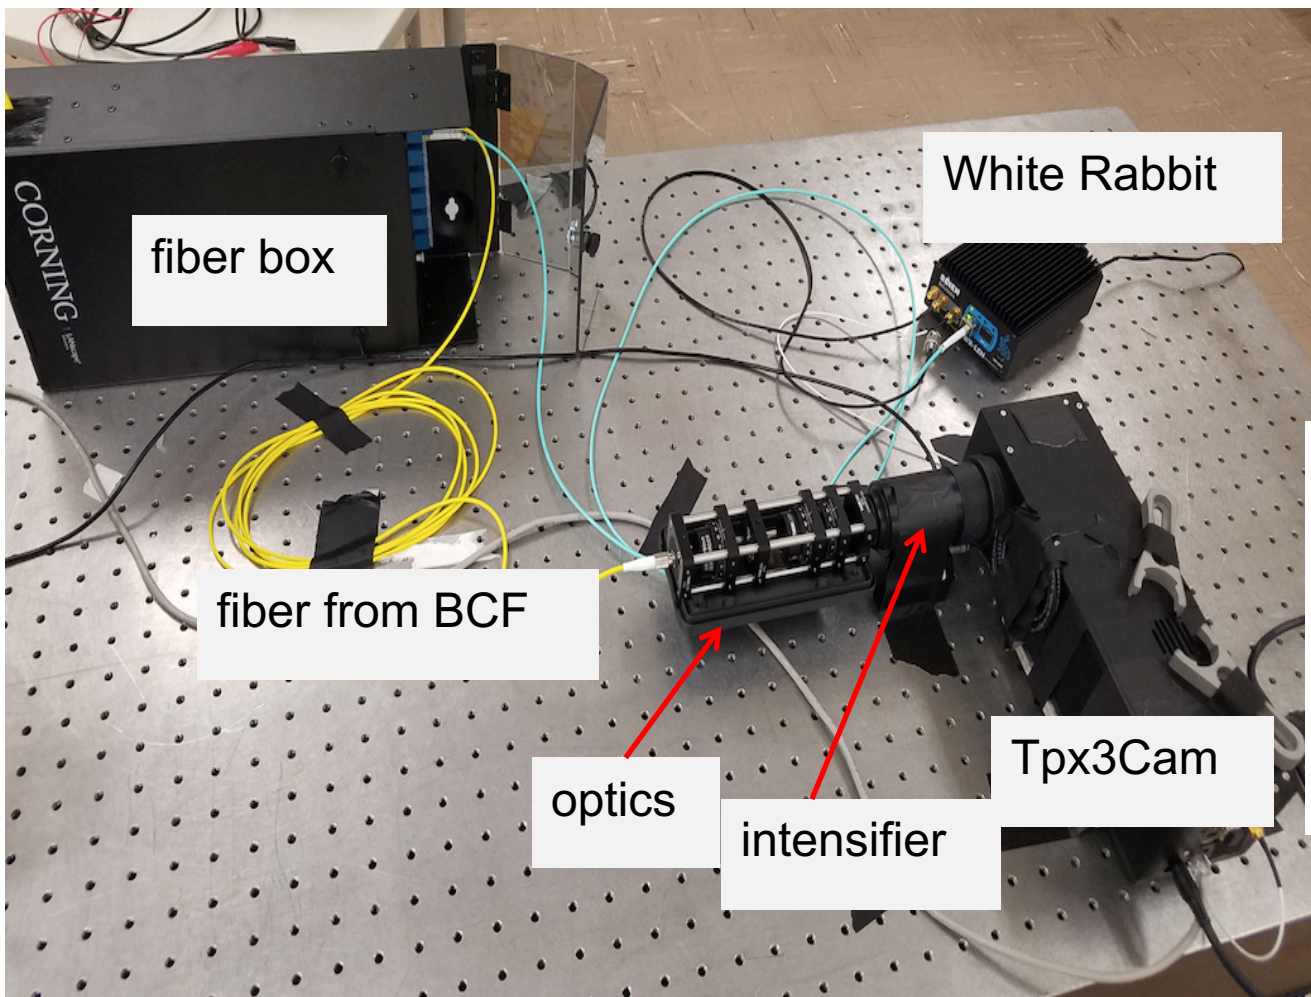 White Rabbit
fiber box
CORNING
fiber from BCF
optics
intensifier
Tpx3Cam